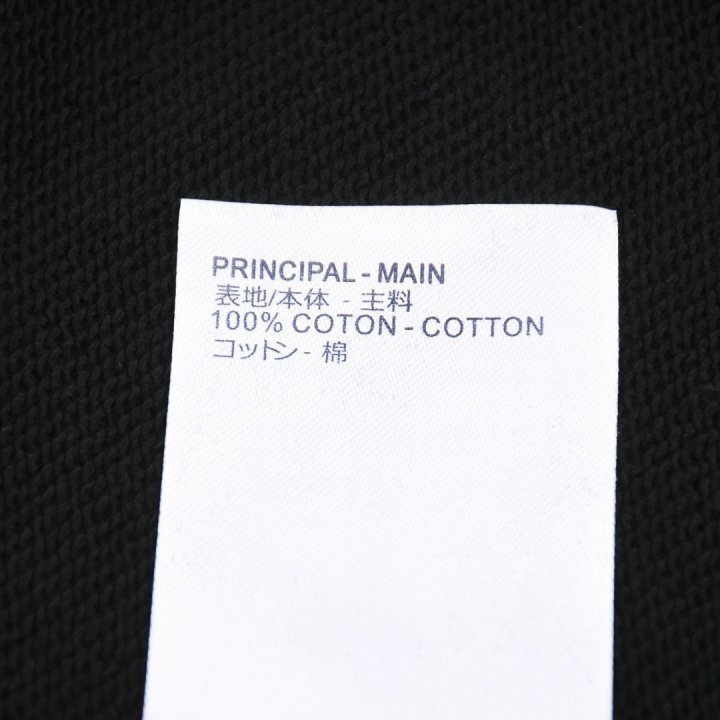 PRINCIPAL - MAIN
表地/本体 - 主料
100% COTON - COTTON
コットン - 棉